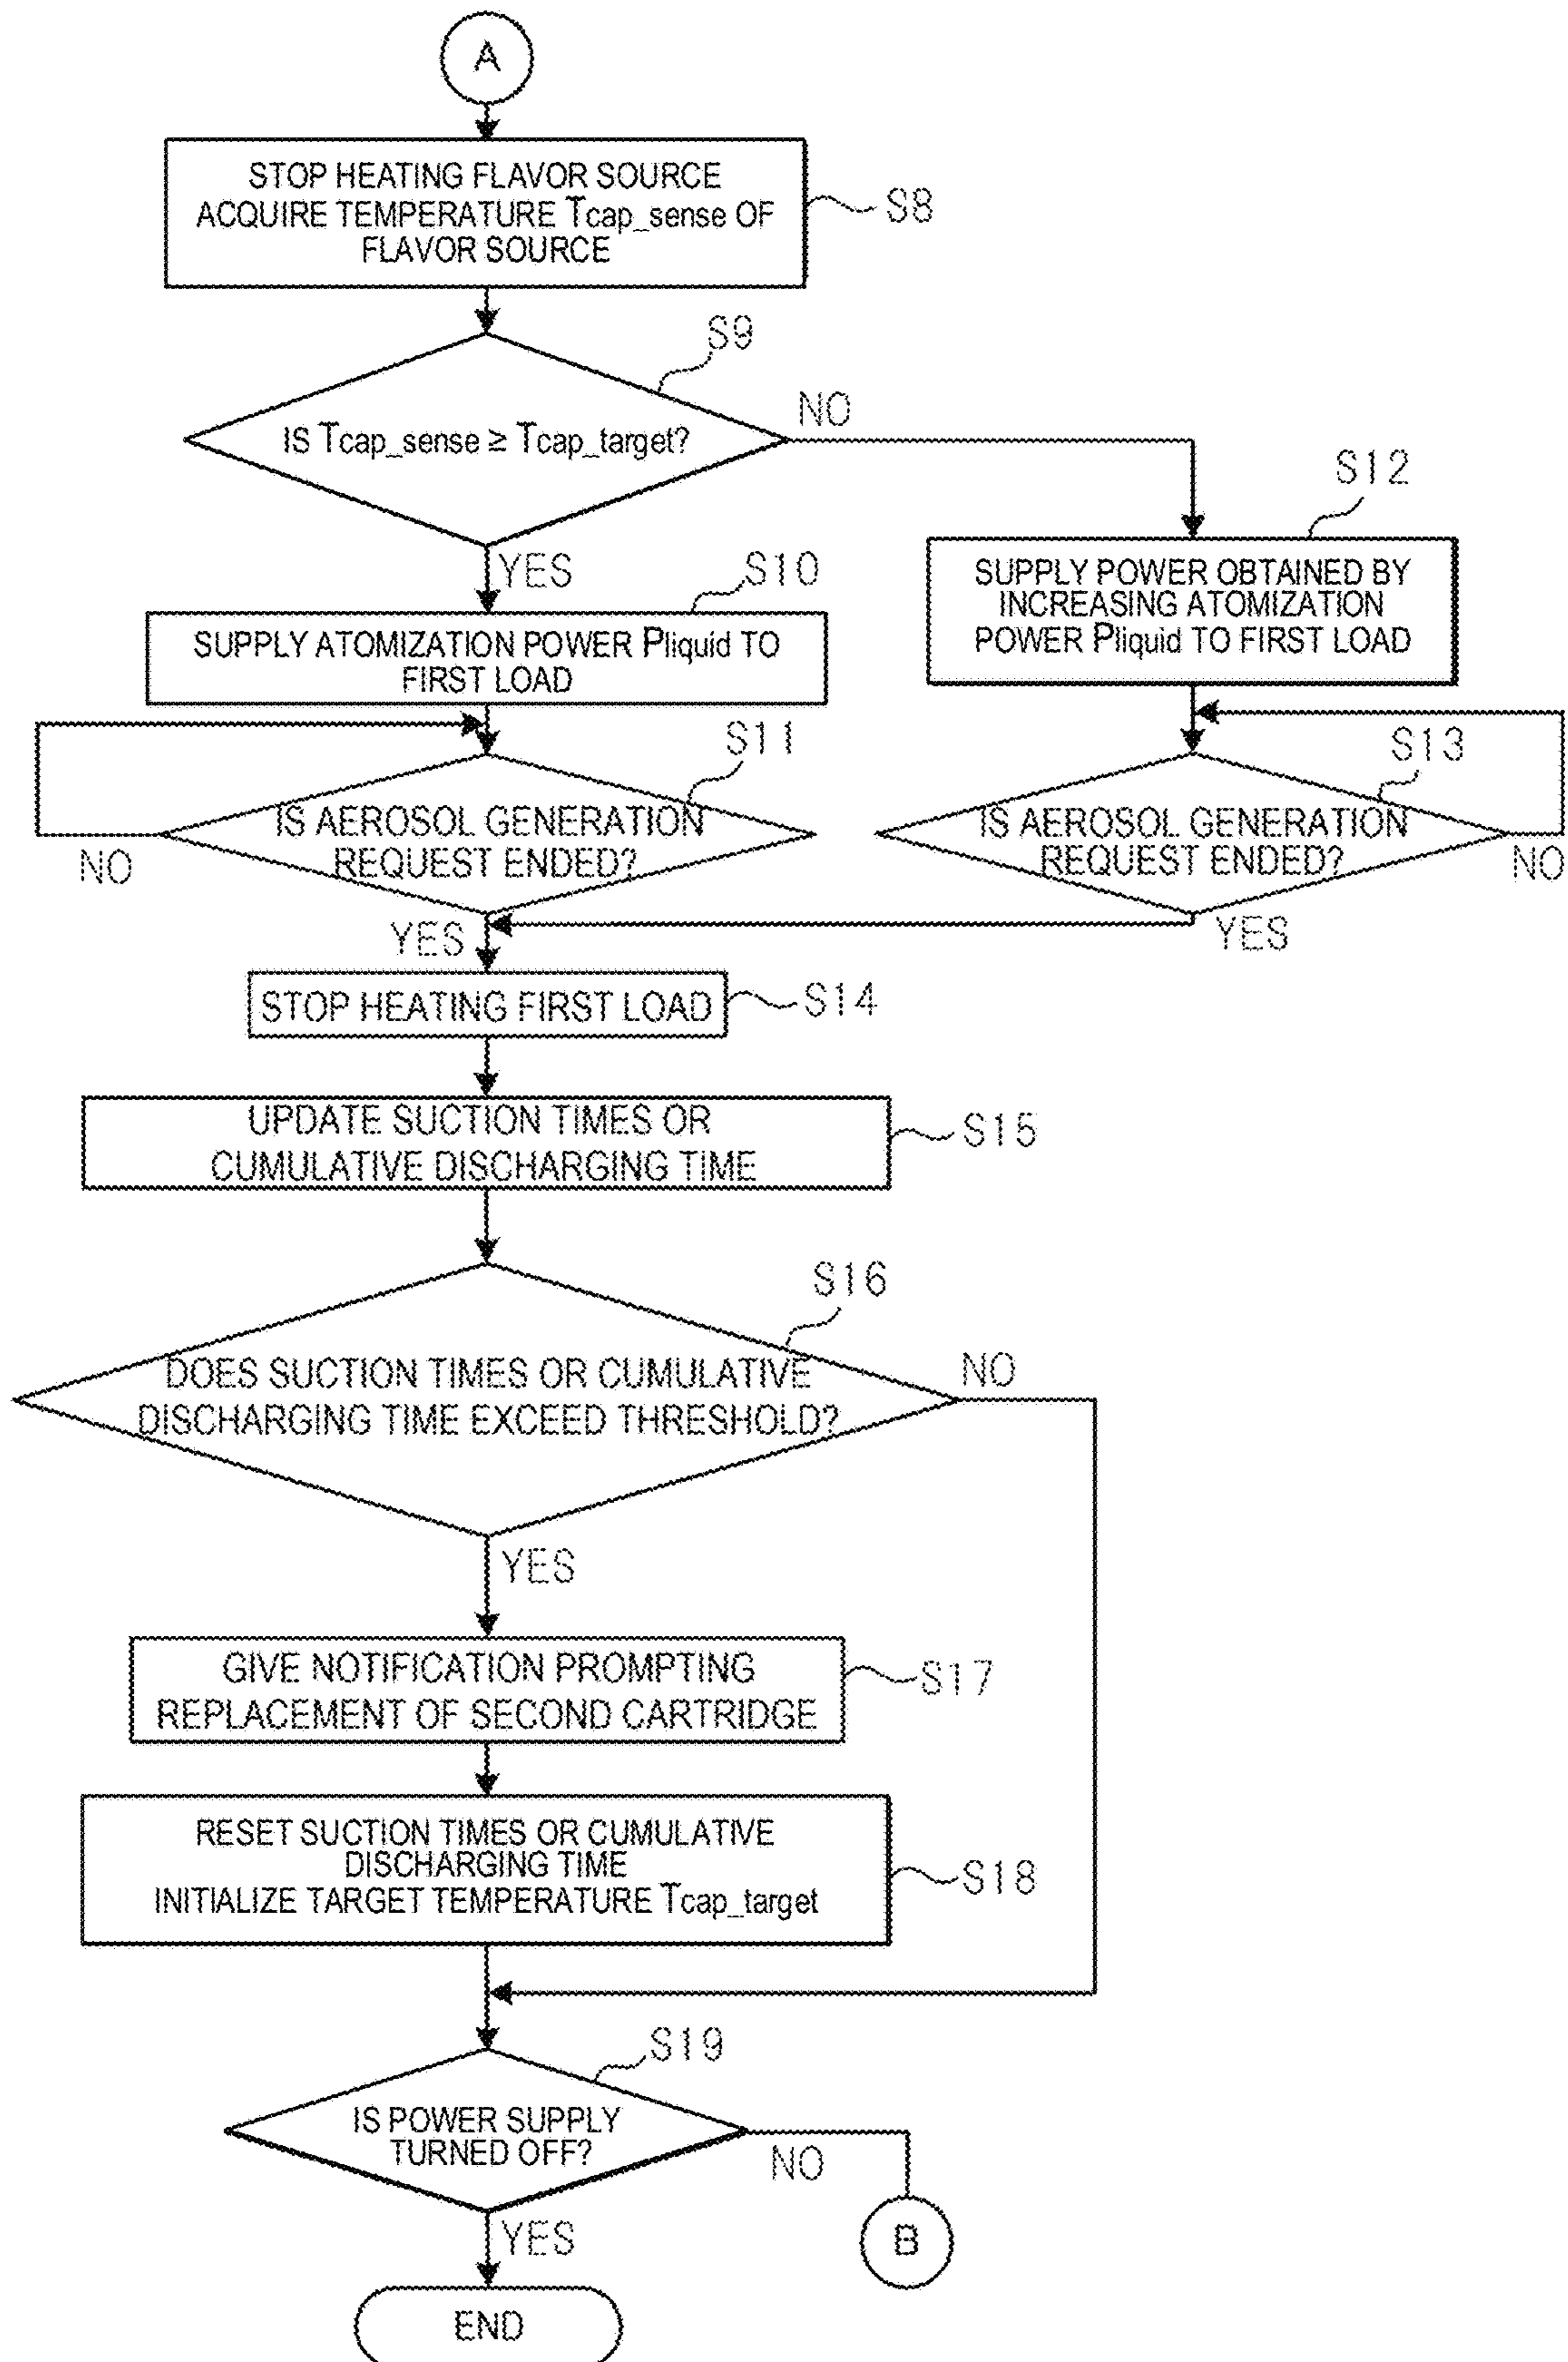 A
STOP HEATING FLAVOR SOURCE
ACQUIRE TEMPERATURE Tcap_sense OF
FLAVOR SOURCE
S8
S9
IS Tcap_sense ≥ Tcap_target?
NO
YES
S12
SUPPLY POWER OBTAINED BY
INCREASING ATOMIZATION
POWER Pliquid TO FIRST LOAD
S10
SUPPLY ATOMIZATION POWER Pliquid TO
FIRST LOAD
S11
IS AEROSOL GENERATION
REQUEST ENDED?
NO
YES
S13
IS AEROSOL GENERATION
REQUEST ENDED?
NO
YES
STOP HEATING FIRST LOAD
S14
UPDATE SUCTION TIMES OR
CUMULATIVE DISCHARGING TIME
S15
S16
DOES SUCTION TIMES OR CUMULATIVE
DISCHARGING TIME EXCEED THRESHOLD?
NO
YES
GIVE NOTIFICATION PROMPTING
REPLACEMENT OF SECOND CARTRIDGE
S17
RESET SUCTION TIMES OR CUMULATIVE
DISCHARGING TIME
INITIALIZE TARGET TEMPERATURE Tcap_target
S18
S19
IS POWER SUPPLY
TURNED OFF?
NO
YES
B
END